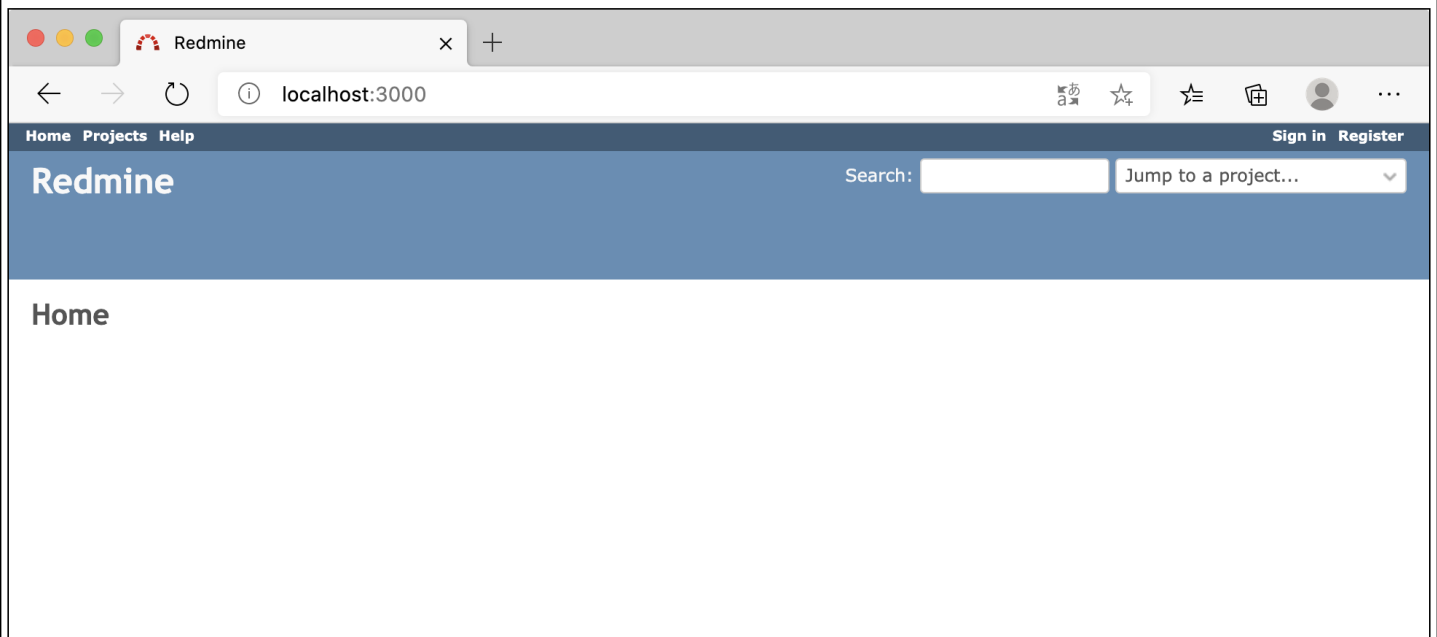 Redmine
localhost:3000
Home Projects Help Sign in Register
Redmine Search: Jump to a project...
Home